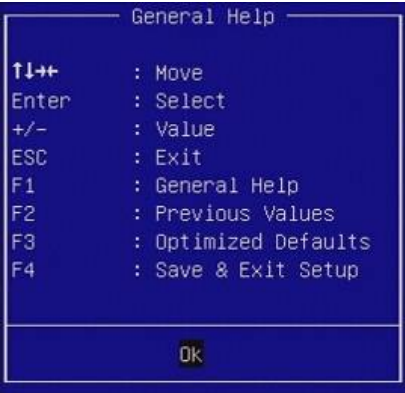 General Help
↑↓→← : Move
Enter : Select
+/- : Value
ESC : Exit
F1 : General Help
F2 : Previous Values
F3 : Optimized Defaults
F4 : Save & Exit Setup
Ok